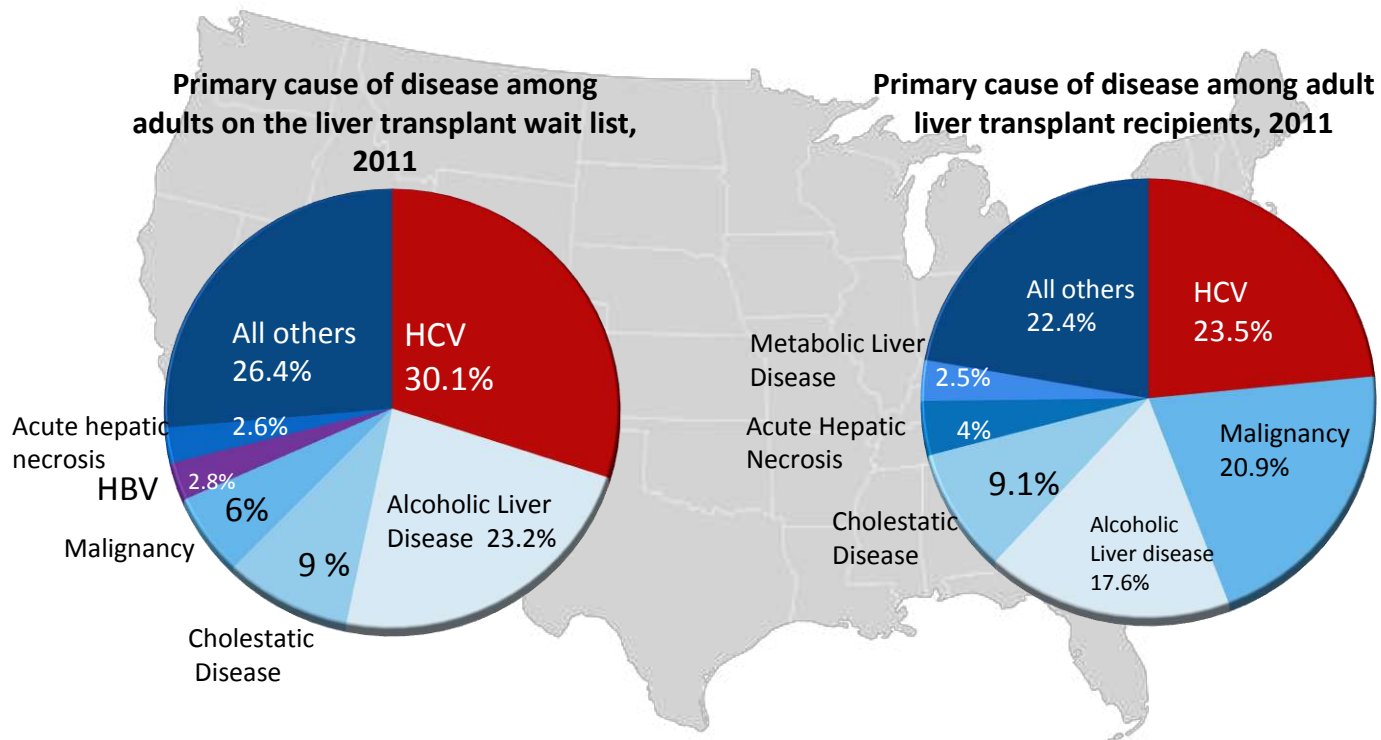 Primary cause of disease among
adults on the liver transplant wait list,
2011
All others
26.4%
HCV
30.1%
Acute hepatic
necrosis
2.6%
HBV
2.8%
Malignancy
6%
Cholestatic
Disease
9 %
Alcoholic Liver
Disease 23.2%
Primary cause of disease among adult
liver transplant recipients, 2011
All others
22.4%
HCV
23.5%
Metabolic Liver
Disease
2.5%
Acute Hepatic
Necrosis
4%
Cholestatic
Disease
9.1%
Alcoholic
Liver disease
17.6%
Malignancy
20.9%